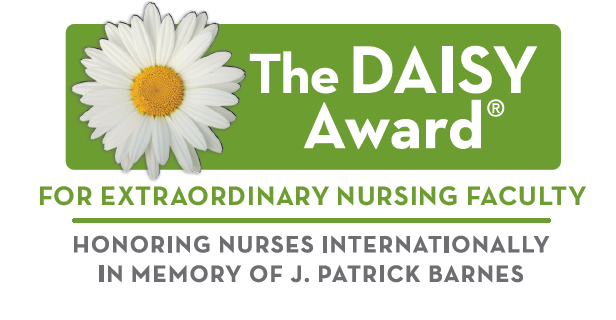 The DAISY
Award®
FOR EXTRAORDINARY NURSING FACULTY
HONORING NURSES INTERNATIONALLY
IN MEMORY OF J. PATRICK BARNES